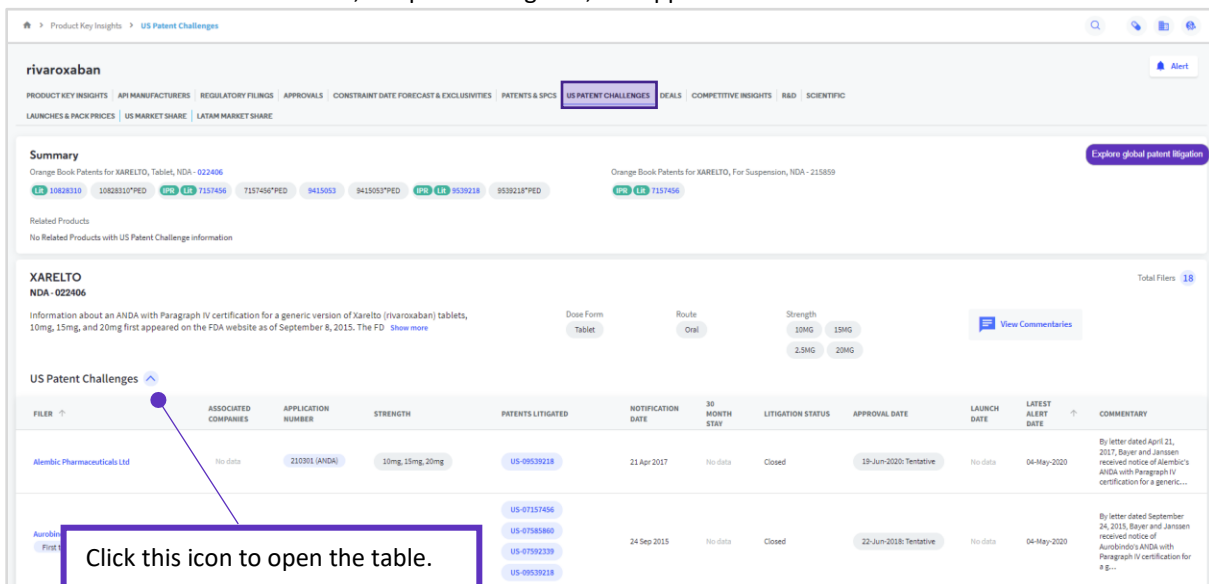 Product Key Insights > US Patent Challenges
rivaroxaban
Alert
PRODUCT KEY INSIGHTS API MANUFACTURERS REGULATORY FILINGS APPROVALS CONSTRAINT DATE FORECAST & EXCLUSIVITIES PATENTS & SPCS US PATENT CHALLENGES DEALS COMPETITIVE INSIGHTS R&D SCIENTIFIC
LAUNCHES & PACK PRICES US MARKET SHARE LATAM MARKET SHARE
Summary
Explore global patent litigation
Orange Book Patents for XARELTO, Tablet, NDA - 022406
Orange Book Patents for XARELTO, For Suspension, NDA - 215859
Lit 10828310 10828310*PED IPR Lit 7157456 7157456*PED 9415053 9415053*PED IPR Lit 9539218 9539218*PED
IPR Lit 7157456
Related Products
No Related Products with US Patent Challenge information
XARELTO
Total Filers 18
NDA - 022406
Information about an ANDA with Paragraph IV certification for a generic version of Xarelto (rivaroxaban) tablets,
10mg, 15mg, and 20mg first appeared on the FDA website as of September 8, 2015. The FD Show more
Dose Form
Tablet
Route
Oral
Strength
10MG 15MG
2.5MG 20MG
View Commentaries
US Patent Challenges
FILER ASSOCIATED COMPANIES APPLICATION NUMBER STRENGTH PATENTS LITIGATED NOTIFICATION DATE 30 MONTH STAY LITIGATION STATUS APPROVAL DATE LAUNCH DATE LATEST ALERT DATE COMMENTARY
Alembic Pharmaceuticals Ltd No data 210301 (ANDA) 10mg, 15mg, 20mg US-09539218 21 Apr 2017 No data Closed 19-Jun-2020: Tentative No data 04-May-2020
By letter dated April 21,
2017, Bayer and Janssen
received notice of Alembic's
ANDA with Paragraph IV
certification for a generic...
US-07157456
US-07585860
US-07592339
US-09539218
24 Sep 2015 No data Closed 22-Jun-2018: Tentative No data 04-May-2020
By letter dated September
24, 2015, Bayer and Janssen
received notice of
Aurobindo's ANDA with
Paragraph IV certification for
a g...
Click this icon to open the table.